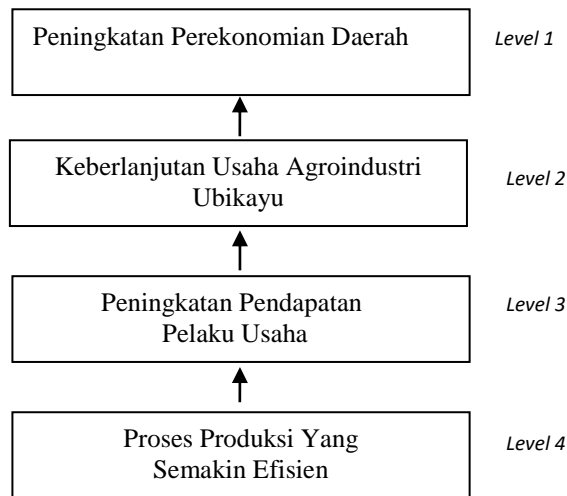 Peningkatan Perekonomian Daerah
Level 1
Keberlanjutan Usaha Agroindustri
Ubikayu
Level 2
Peningkatan Pendapatan
Pelaku Usaha
Level 3
Proses Produksi Yang
Semakin Efisien
Level 4